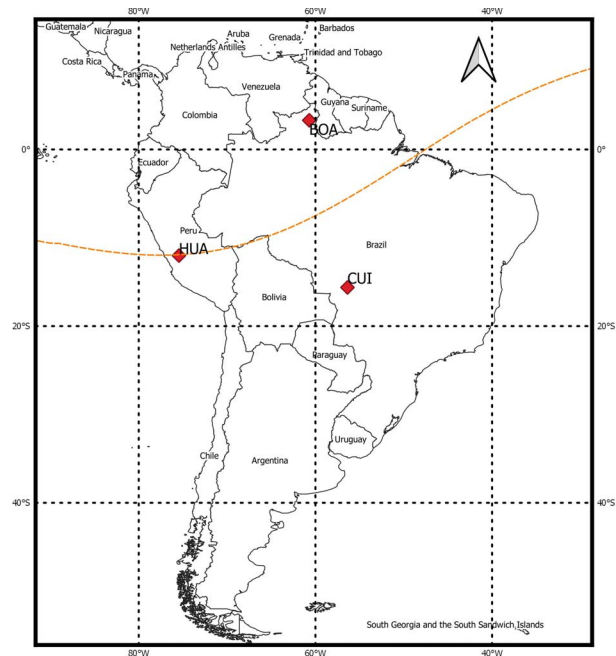 80°W 60°W 40°W
Guatemala
Nicaragua
Aruba
Barbados
Grenada
Netherlands Antilles
Trinidad and Tobago
Costa Rica
Panama
Venezuela
Guyana
Suriname
Colombia
BOA
0° 0°
Ecuador
Peru
HUA
Brazil
CUI
Bolivia
20°S 20°S
Paraguay
Uruguay
Chile
Argentina
40°S 40°S
South Georgia and the South Sandwich Islands
80°W 60°W 40°W